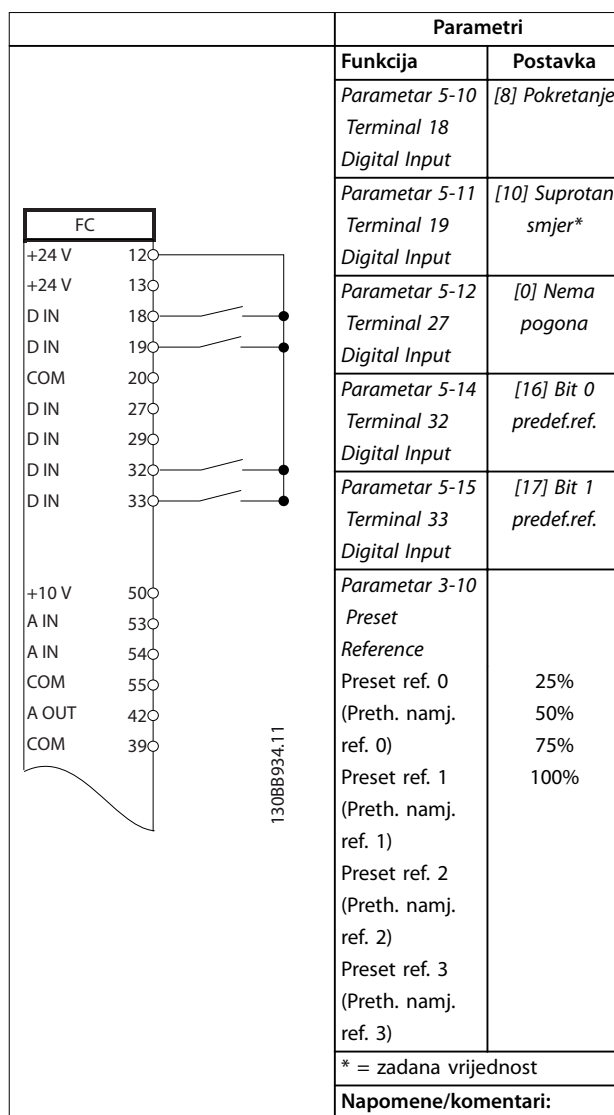 Parametri
Funkcija Postavka
Parametar 5-10 [8] Pokretanje
Terminal 18
Digital Input
Parametar 5-11 [10] Suprotan
Terminal 19 smjer*
Digital Input
Parametar 5-12 [0] Nema
Terminal 27 pogona
Digital Input
Parametar 5-14 [16] Bit 0
Terminal 32 predef.ref.
Digital Input
Parametar 5-15 [17] Bit 1
Terminal 33 predef.ref.
Digital Input
Parametar 3-10
Preset
Reference
Preset ref. 0 25%
(Preth. namj. 50%
ref. 0) 75%
Preset ref. 1 100%
(Preth. namj.
ref. 1)
Preset ref. 2
(Preth. namj.
ref. 2)
Preset ref. 3
(Preth. namj.
ref. 3)
* = zadana vrijednost
Napomene/komentari:
FC
+24 V 12
+24 V 13
D IN 18
D IN 19
COM 20
D IN 27
D IN 29
D IN 32
D IN 33
+10 V 50
A IN 53
A IN 54
COM 55
A OUT 42
COM 39
130BB934.11